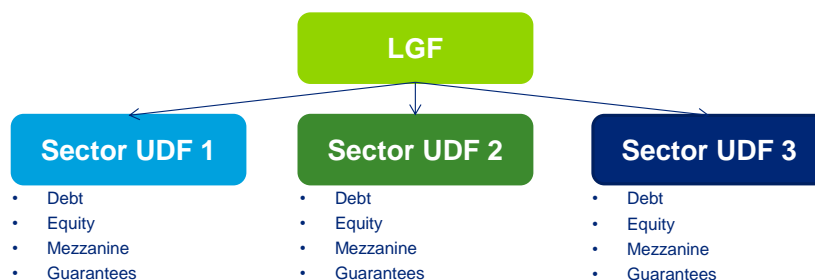 LGF
Sector UDF 1
• Debt
• Equity
• Mezzanine
• Guarantees
Sector UDF 2
• Debt
• Equity
• Mezzanine
• Guarantees
Sector UDF 3
• Debt
• Equity
• Mezzanine
• Guarantees